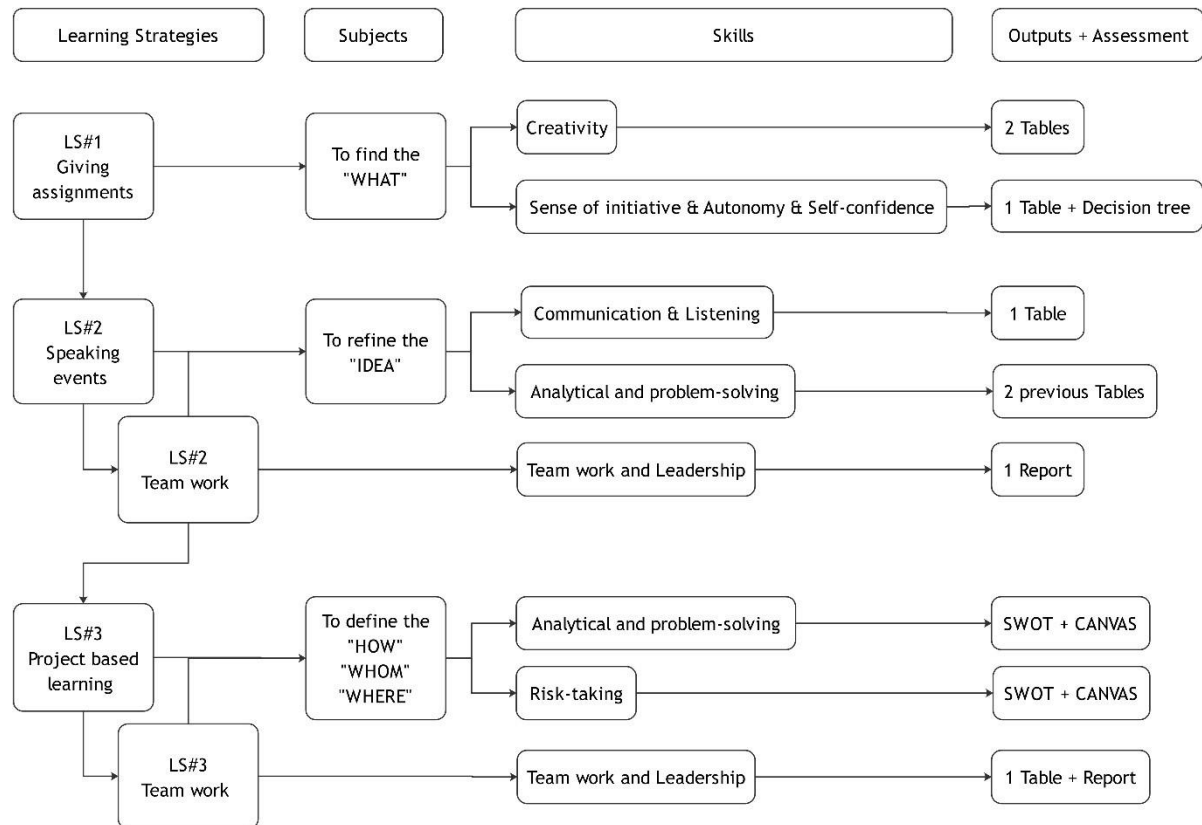 Learning Strategies
Subjects
Skills
Outputs + Assessment
LS#1
Giving
assignments
To find the
"WHAT"
Creativity
2 Tables
Sense of initiative & Autonomy & Self-confidence
1 Table + Decision tree
LS#2
Speaking
events
To refine the
"IDEA"
Communication & Listening
1 Table
Analytical and problem-solving
2 previous Tables
LS#2
Team work
Team work and Leadership
1 Report
LS#3
Project based
learning
To define the
"HOW"
"WHOM"
"WHERE"
Analytical and problem-solving
SWOT + CANVAS
Risk-taking
SWOT + CANVAS
LS#3
Team work
Team work and Leadership
1 Table + Report